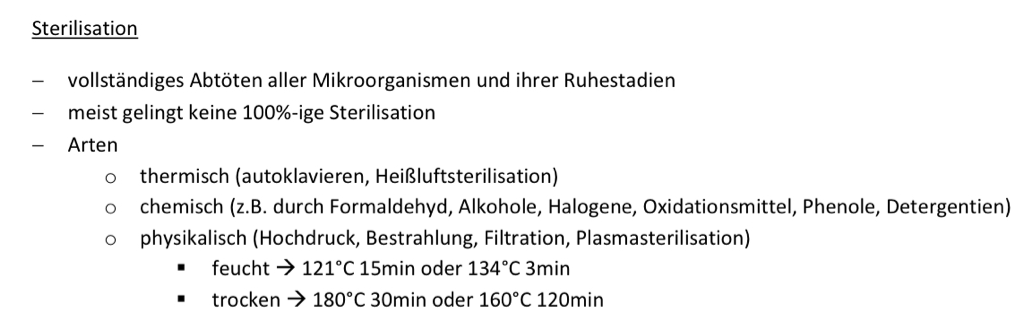 Sterilisation
– vollständiges Abtöten aller Mikroorganismen und ihrer Ruhestadien
– meist gelingt keine 100%-ige Sterilisation
– Arten
o thermisch (autoklavieren, Heißluftsterilisation)
o chemisch (z.B. durch Formaldehyd, Alkohole, Halogene, Oxidationsmittel, Phenole, Detergentien)
o physikalisch (Hochdruck, Bestrahlung, Filtration, Plasmasterilisation)
▪ feucht → 121°C 15min oder 134°C 3min
▪ trocken → 180°C 30min oder 160°C 120min